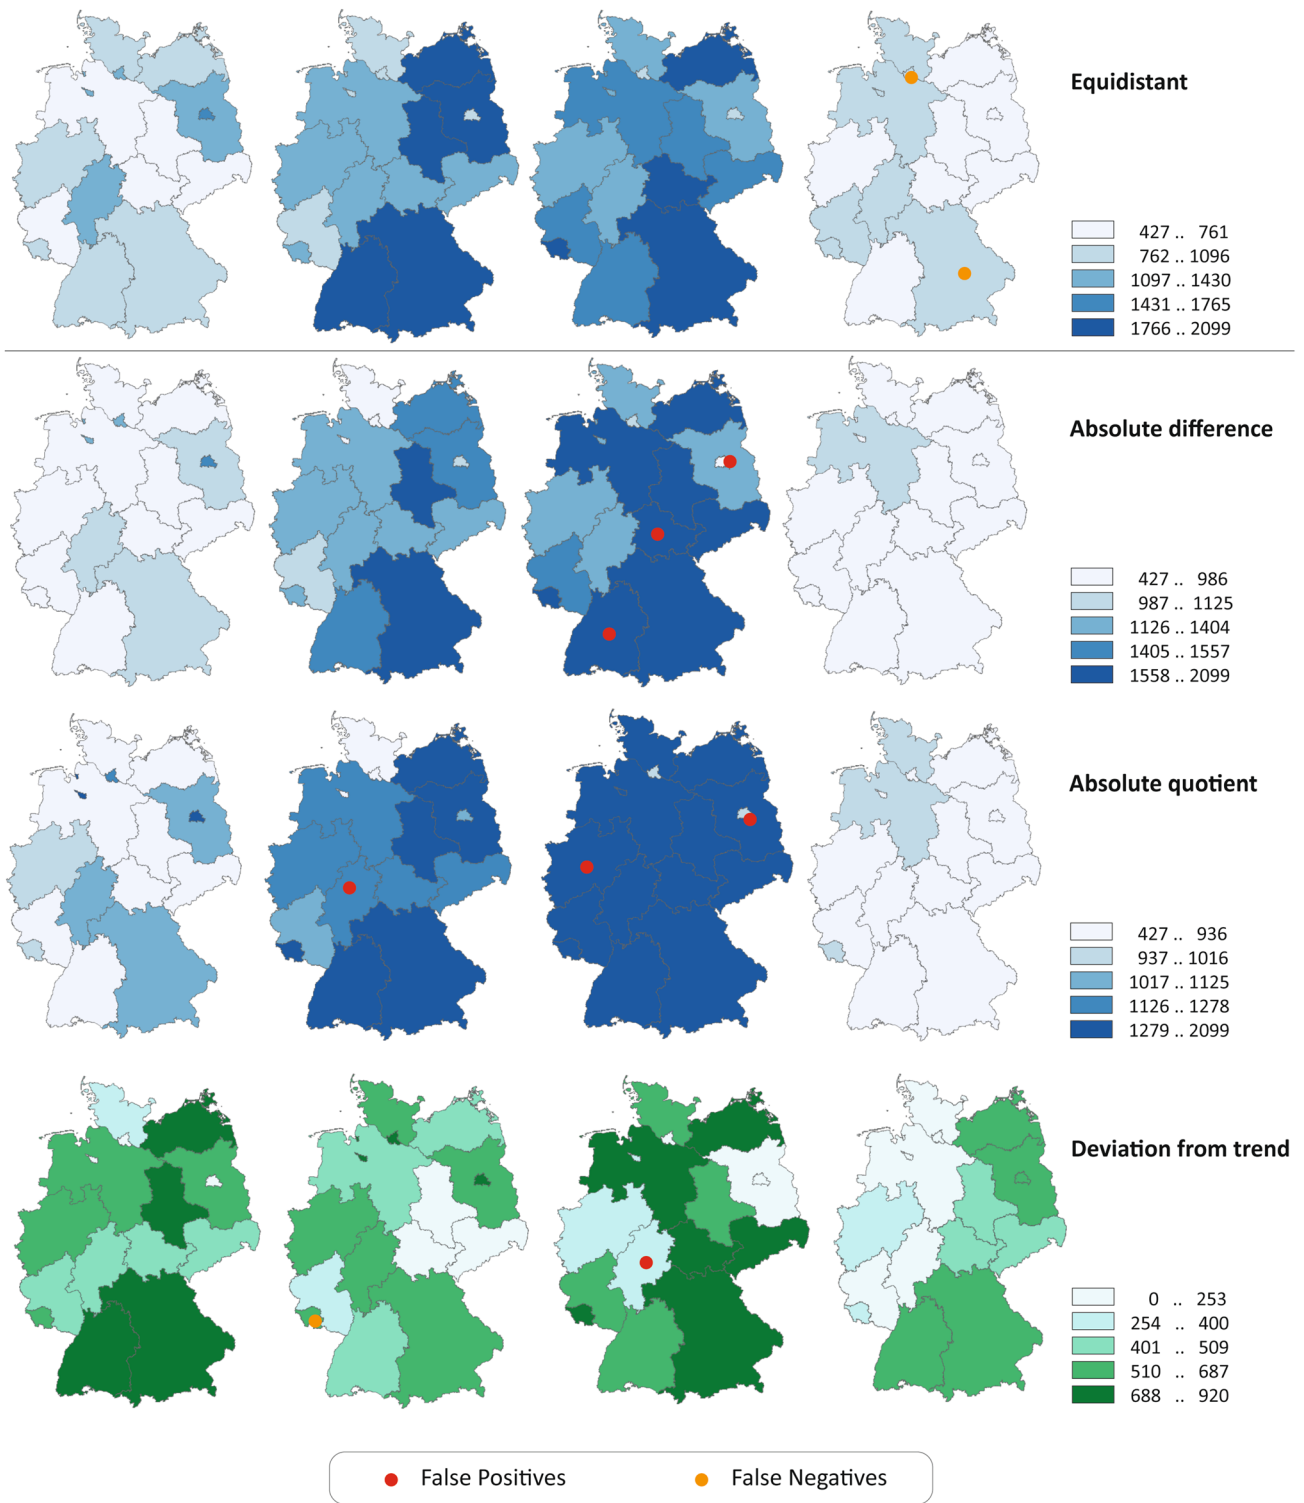 Equidistant
427 .. 761
762 .. 1096
1097 .. 1430
1431 .. 1765
1766 .. 2099
Absolute difference
427 .. 986
987 .. 1125
1126 .. 1404
1405 .. 1557
1558 .. 2099
Absolute quotient
427 .. 936
937 .. 1016
1017 .. 1125
1126 .. 1278
1279 .. 2099
Deviation from trend
0 .. 253
254 .. 400
401 .. 509
510 .. 687
688 .. 920
False Positives False Negatives